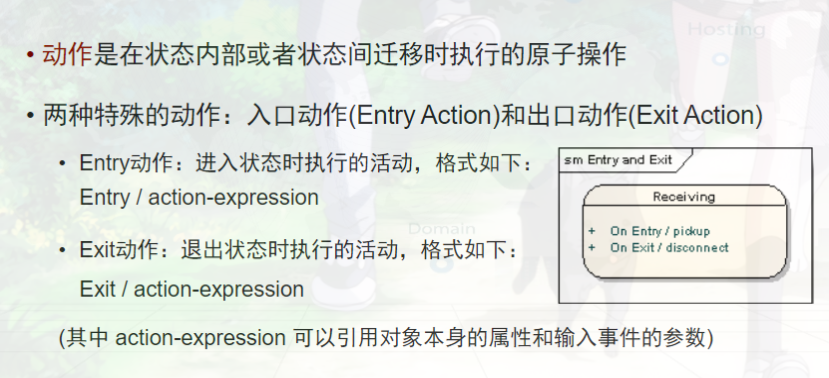 Hosting
• 动作是在状态内部或者状态间迁移时执行的原子操作
• 两种特殊的动作：入口动作(Entry Action)和出口动作(Exit Action)
• Entry动作：进入状态时执行的活动，格式如下：
Entry / action-expression
sm Entry and Exit
Receiving
+ On Entry / pickup
+ On Exit / disconnect
Domain
• Exit动作：退出状态时执行的活动，格式如下：
Exit / action-expression
(其中 action-expression 可以引用对象本身的属性和输入事件的参数)